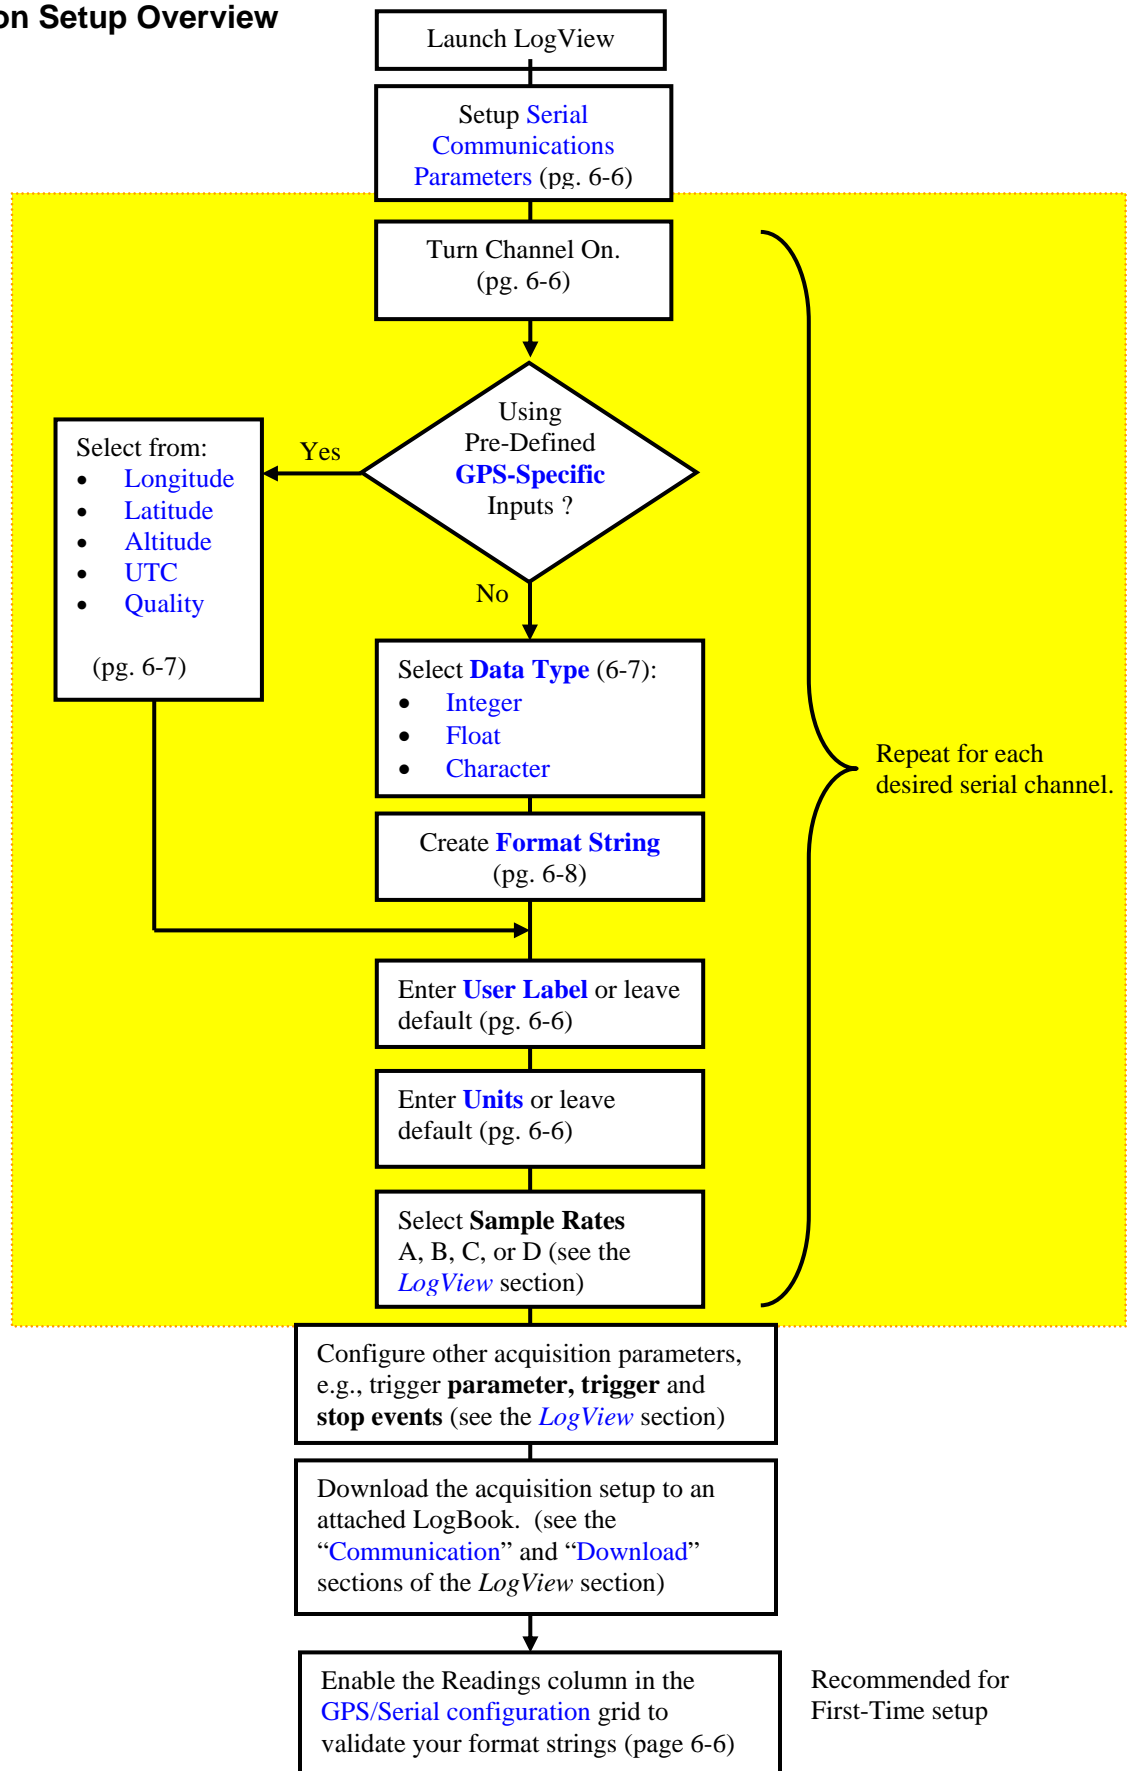 on Setup Overview
Launch LogView
Setup Serial
Communications
Parameters (pg. 6-6)
Turn Channel On.
(pg. 6-6)
Using
Pre-Defined
GPS-Specific
Inputs ?
Yes
Select from:
• Longitude
• Latitude
• Altitude
• UTC
• Quality
(pg. 6-7)
No
Select Data Type (6-7):
• Integer
• Float
• Character
Create Format String
(pg. 6-8)
Repeat for each
desired serial channel.
Enter User Label or leave
default (pg. 6-6)
Enter Units or leave
default (pg. 6-6)
Select Sample Rates
A, B, C, or D (see the
LogView section)
Configure other acquisition parameters,
e.g., trigger parameter, trigger and
stop events (see the LogView section)
Download the acquisition setup to an
attached LogBook. (see the
“Communication” and “Download”
sections of the LogView section)
Enable the Readings column in the
GPS/Serial configuration grid to
validate your format strings (page 6-6)
Recommended for
First-Time setup